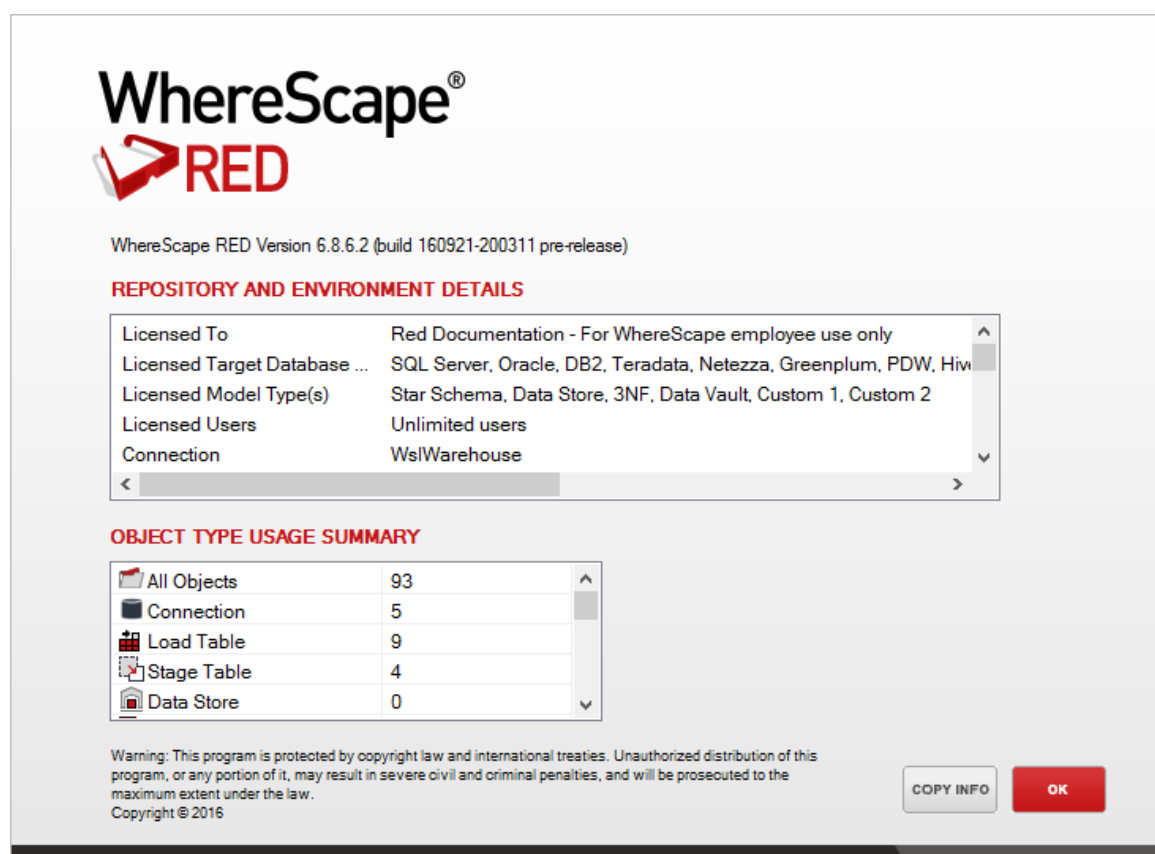 WhereScape®
RED
WhereScape RED Version 6.8.6.2 (build 160921-200311 pre-release)
REPOSITORY AND ENVIRONMENT DETAILS
Licensed To Red Documentation - For WhereScape employee use only
Licensed Target Database ... SQL Server, Oracle, DB2, Teradata, Netezza, Greenplum, PDW,
Licensed Model Type(s) Star Schema, Data Store, 3NF, Data Vault, Custom 1, Custom 2
Licensed Users Unlimited users
Connection WslWarehouse
OBJECT TYPE USAGE SUMMARY
All Objects 93
Connection 5
Load Table 9
Stage Table 4
Data Store 0
Warning: This program is protected by copyright law and international treaties. Unauthorized distribution of this
program, or any portion of it, may result in severe civil and criminal penalties, and will be prosecuted to the
maximum extent under the law.
Copyright © 2016
COPY INFO
OK